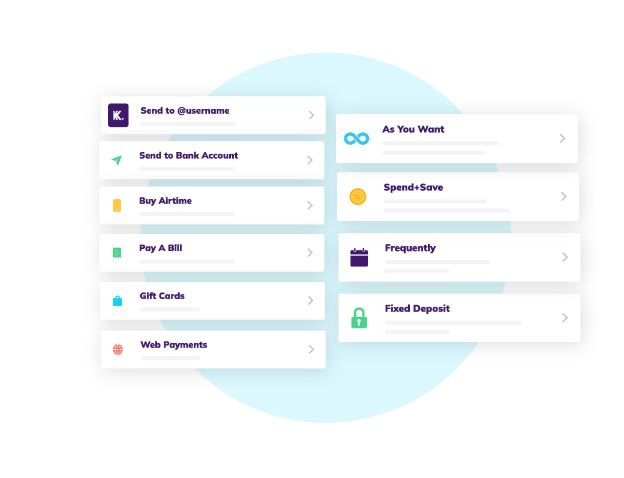 K.
Send to @username
Send to Bank Account
Buy Airtime
Pay A Bill
Gift Cards
Web Payments
As You Want
Spend+Save
Frequently
Fixed Deposit